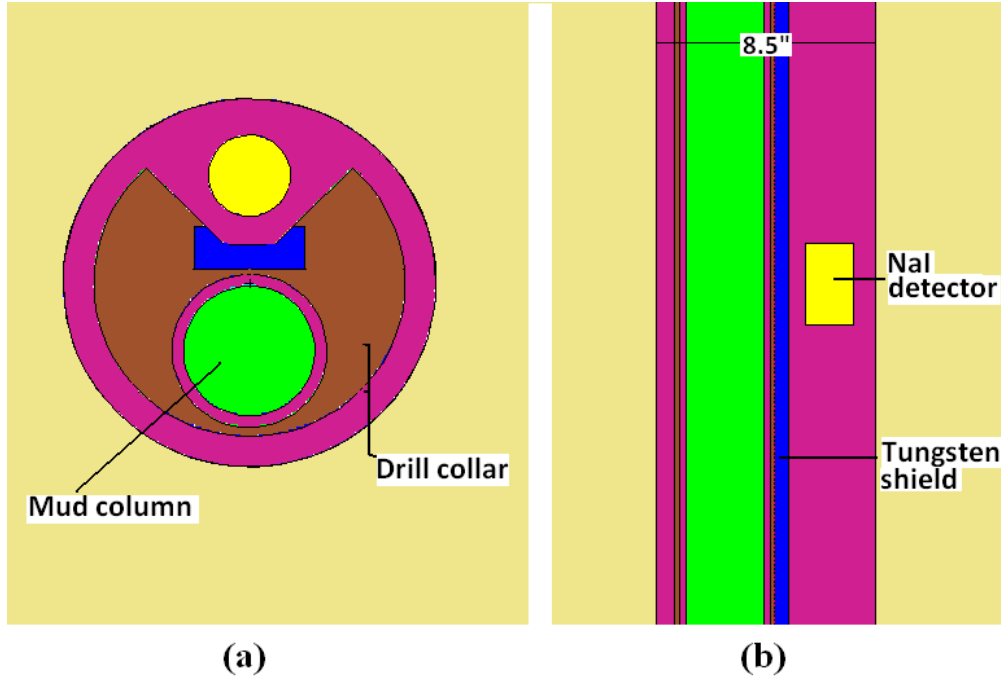 8.5"
NaI
detector
Tungsten
shield
Drill collar
Mud column
(a)
(b)